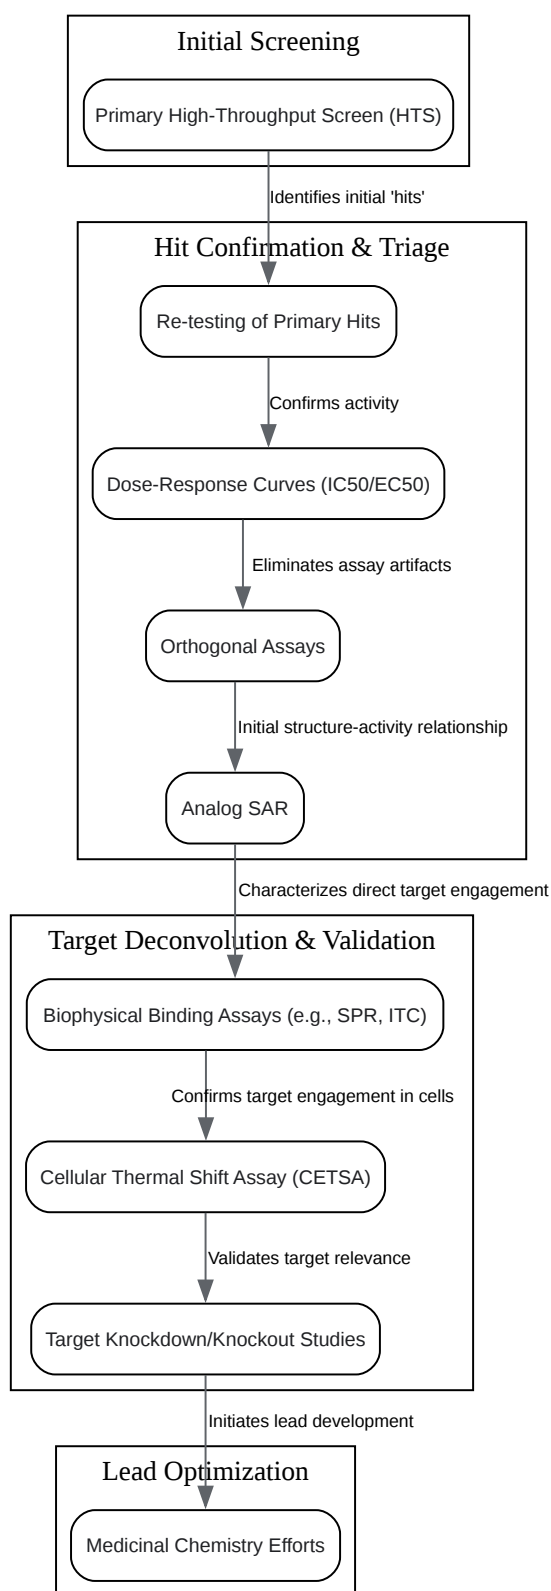 Initial Screening
Primary High-Throughput Screen (HTS)
Identifies initial 'hits'
Hit Confirmation & Triage
Re-testing of Primary Hits
Confirms activity
Dose-Response Curves (IC50/EC50)
Eliminates assay artifacts
Orthogonal Assays
Initial structure-activity relationship
Analog SAR
Characterizes direct target engagement
Target Deconvolution & Validation
Biophysical Binding Assays (e.g., SPR, ITC)
Confirms target engagement in cells
Cellular Thermal Shift Assay (CETSA)
Validates target relevance
Target Knockdown/Knockout Studies
Initiates lead development
Lead Optimization
Medicinal Chemistry Efforts